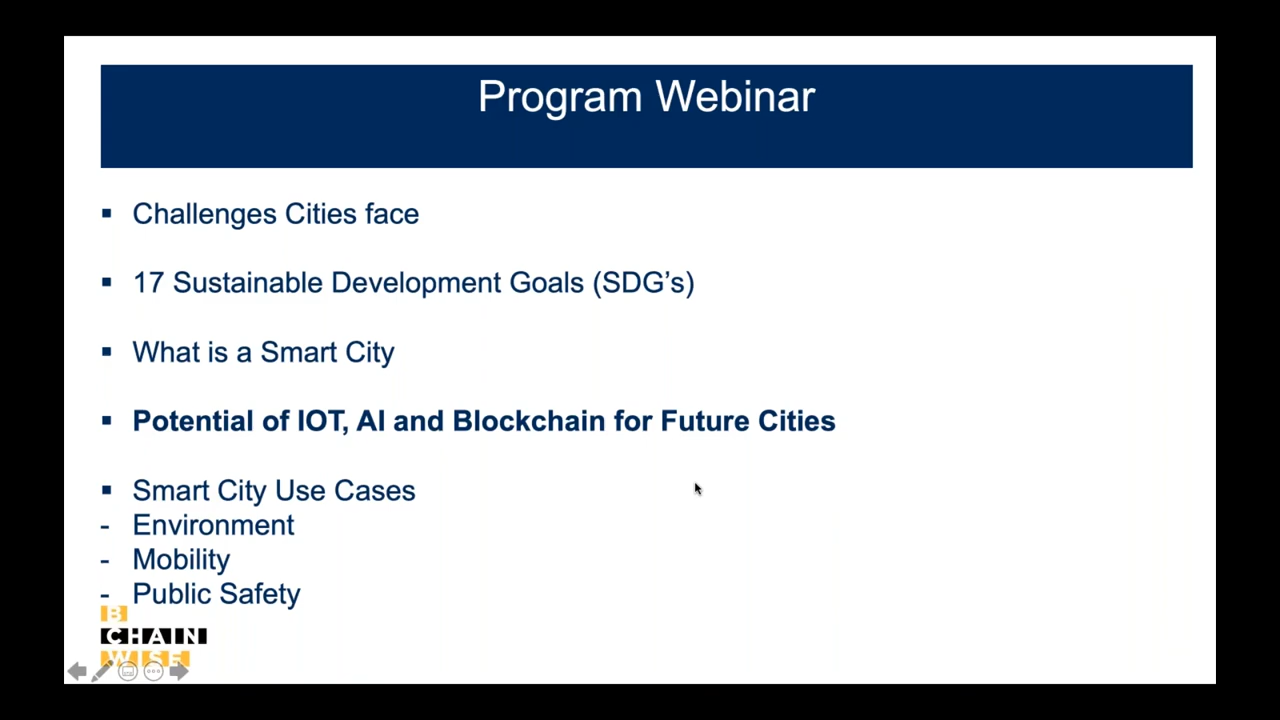 Program Webinar
▪ Challenges Cities face
▪ 17 Sustainable Development Goals (SDG’s)
▪ What is a Smart City
▪ Potential of IOT, AI and Blockchain for Future Cities
▪ Smart City Use Cases
- Environment
- Mobility
- Public Safety
B
CHAIN
WISE